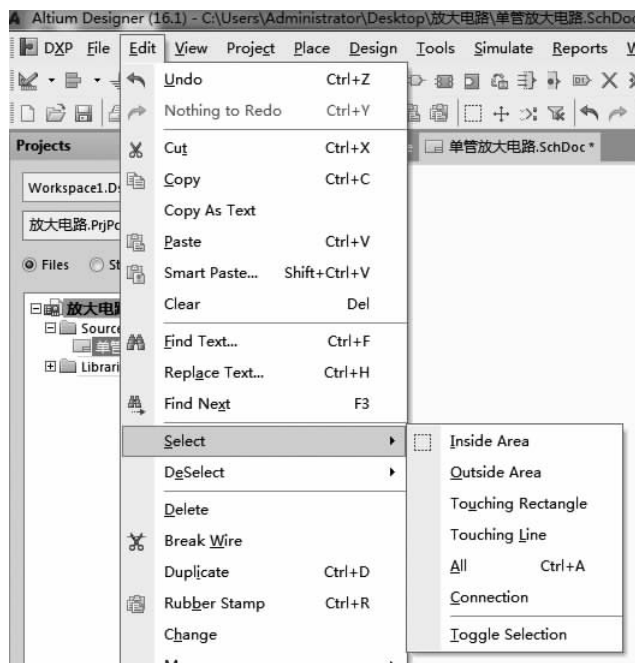 Altium Designer (16.1) - C:\Users\Administrator\Desktop\放大电路\单管放大电路.SchDoc
DXP File Edit View Project Place Design Tools Simulate Reports
Projects
单管放大电路.SchDoc *
Workspace1.Ds
放大电路.PrjPc
Files St
放大电路
Source
单管
Librari
Undo Ctrl+Z
Nothing to Redo Ctrl+Y
Cut Ctrl+X
Copy Ctrl+C
Copy As Text
Paste Ctrl+V
Smart Paste... Shift+Ctrl+V
Clear Del
Find Text... Ctrl+F
Replace Text... Ctrl+H
Find Next F3
Select
DeSelect
Delete
Break Wire
Duplicate Ctrl+D
Rubber Stamp Ctrl+R
Change
Inside Area
Outside Area
Touching Rectangle
Touching Line
All Ctrl+A
Connection
Toggle Selection